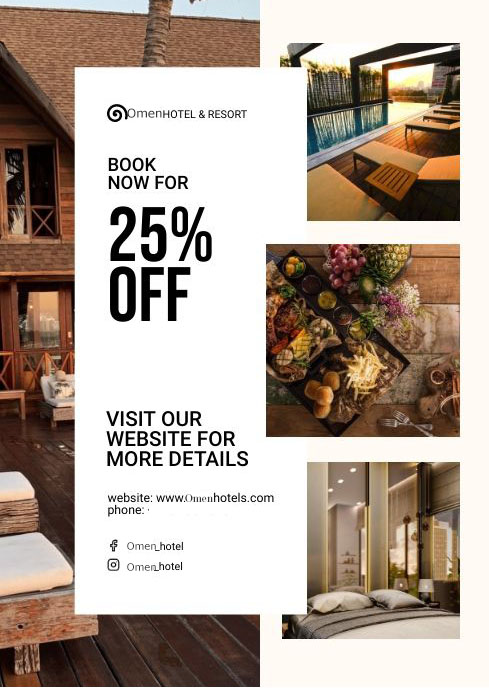 OmenHOTEL & RESORT
BOOK
NOW FOR
25%
OFF
VISIT OUR
WEBSITE FOR
MORE DETAILS
website: www.Omenhotels.com
phone:
Omen_hotel
Omen_hotel